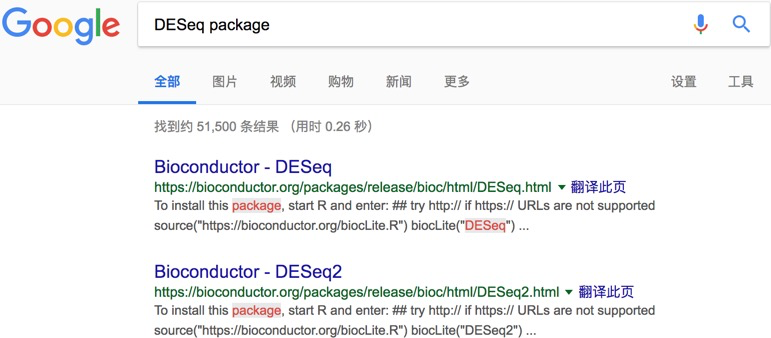 Google
DESeq package
全部 图片 视频 购物 新闻 更多 设置 工具
找到约 51,500 条结果 （用时 0.26 秒）
Bioconductor - DESeq
https://bioconductor.org/packages/release/bioc/html/DESeq.html ▼ 翻译此页
To install this package, start R and enter: ## try http:// if https:// URLs are not supported
source("https://bioconductor.org/biocLite.R") biocLite("DESeq") ...
Bioconductor - DESeq2
https://bioconductor.org/packages/release/bioc/html/DESeq2.html ▼ 翻译此页
To install this package, start R and enter: ## try http:// if https:// URLs are not supported
source("https://bioconductor.org/biocLite.R") biocLite("DESeq2") ...